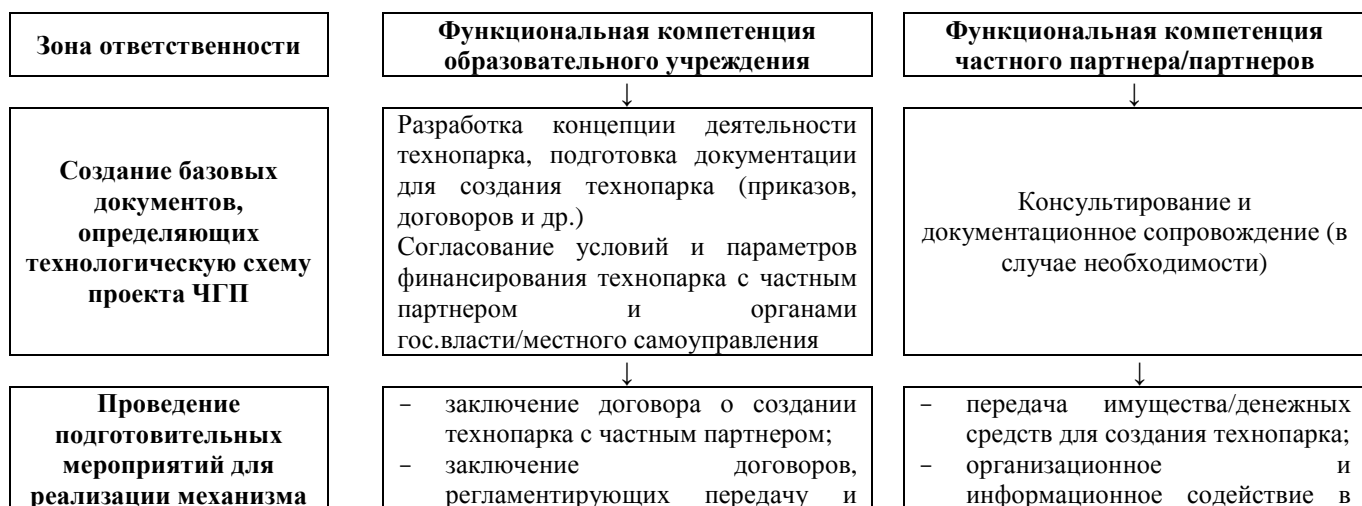 Зона ответственности
Функциональная компетенция
образовательного учреждения
Функциональная компетенция
частного партнера/партнеров
↓
↓
Создание базовых
документов,
определяющих
технологическую схему
проекта ЧГП
Разработка концепции деятельности
технопарка, подготовка документации
для создания технопарка (приказов,
договоров и др.)
Согласование условий и параметров
финансирования технопарка с частным
партнером и органами
гос.власти/местного самоуправления
Консультирование и
документационное сопровождение (в
случае необходимости)
↓
↓
Проведение
подготовительных
мероприятий для
реализации механизма
− заключение договора о создании
технопарка с частным партнером;
− заключение договоров,
регламентирующих передачу и
− передача имущества/денежных
средств для создания технопарка;
− организационное и
информационное содействие в